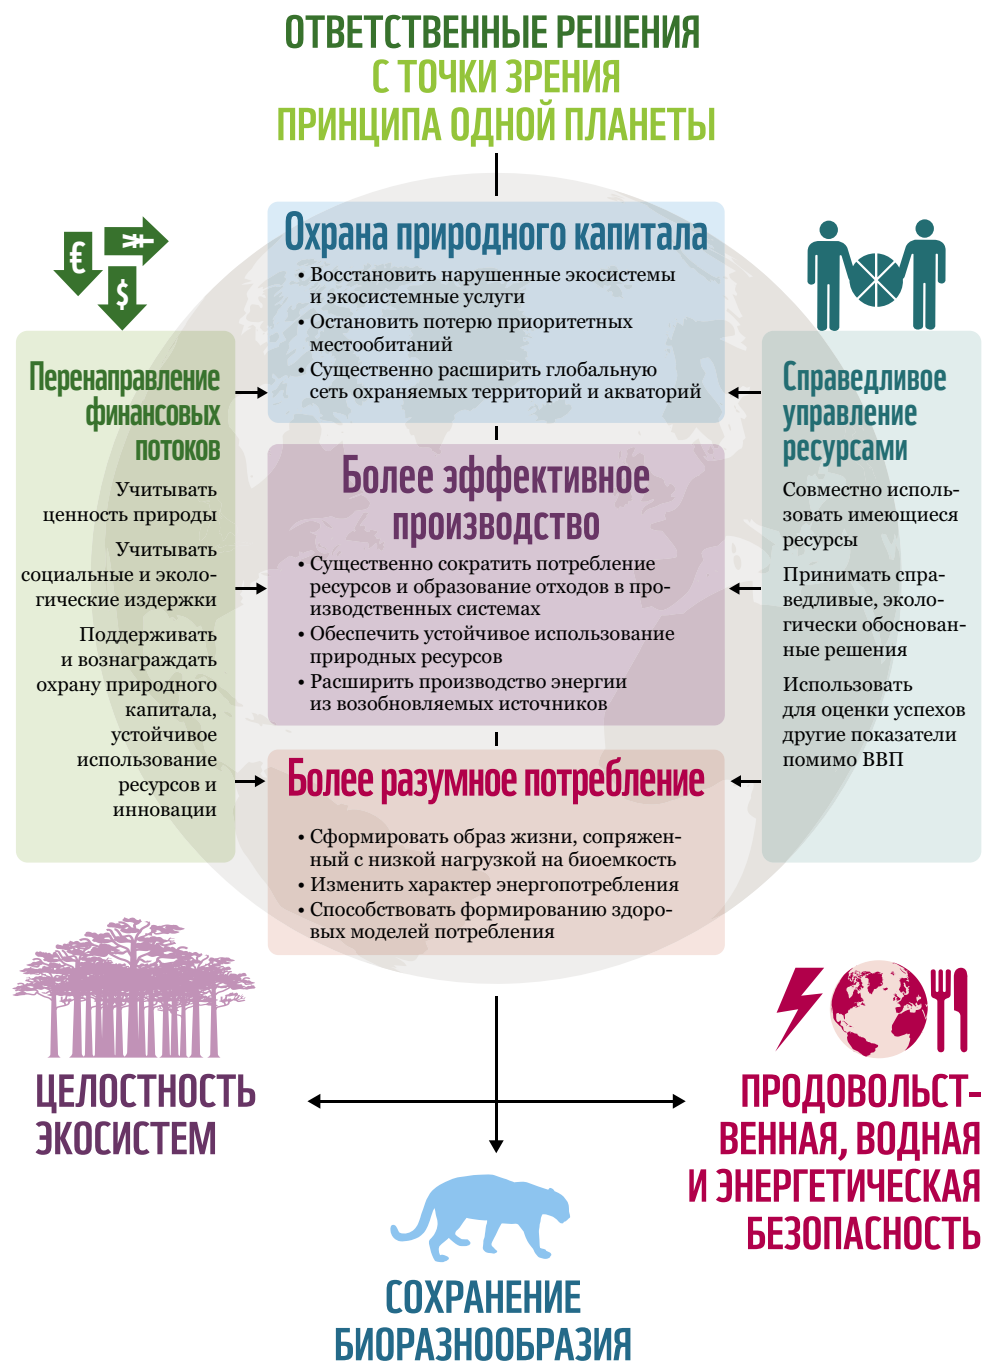 ОТВЕТСТВЕННЫЕ РЕШЕНИЯ
С ТОЧКИ ЗРЕНИЯ
ПРИНЦИПА ОДНОЙ ПЛАНЕТЫ
€
¥
$
Перенаправление
финансовых
потоков
Учитывать
ценность природы
Учитывать
социальные и эколо-
гические издержки
Поддерживать
и вознаграждать
охрану природного
капитала,
устойчивое
использование
ресурсов и
инновации
Охрана природного капитала
• Восстановить нарушенные экосистемы
и экосистемные услуги
• Остановить потерю приоритетных
местообитаний
• Существенно расширить глобальную
сеть охраняемых территорий и акваторий
Более эффективное
производство
• Существенно сократить потребление
ресурсов и образование отходов в про-
изводственных системах
• Обеспечить устойчивое использование
природных ресурсов
• Расширить производство энергии
из возобновляемых источников
Более разумное потребление
• Сформировать образ жизни, сопряжен-
ный с низкой нагрузкой на биоемкость
• Изменить характер энергопотребления
• Способствовать формированию здоро-
вых моделей потребления
Справедливое
управление
ресурсами
Совместно исполь-
зовать имеющиеся
ресурсы
Принимать спра-
ведливые, эколо-
гически обоснован-
ные решения
Использовать
для оценки успехов
другие показатели
помимо ВВП
ЦЕЛОСТНОСТЬ
ЭКОСИСТЕМ
СОХРАНЕНИЕ
БИОРАЗНООБРАЗИЯ
ПРОДОВОЛЬСТ-
ВЕННАЯ, ВОДНАЯ
И ЭНЕРГЕТИЧЕСКАЯ
БЕЗОПАСНОСТЬ